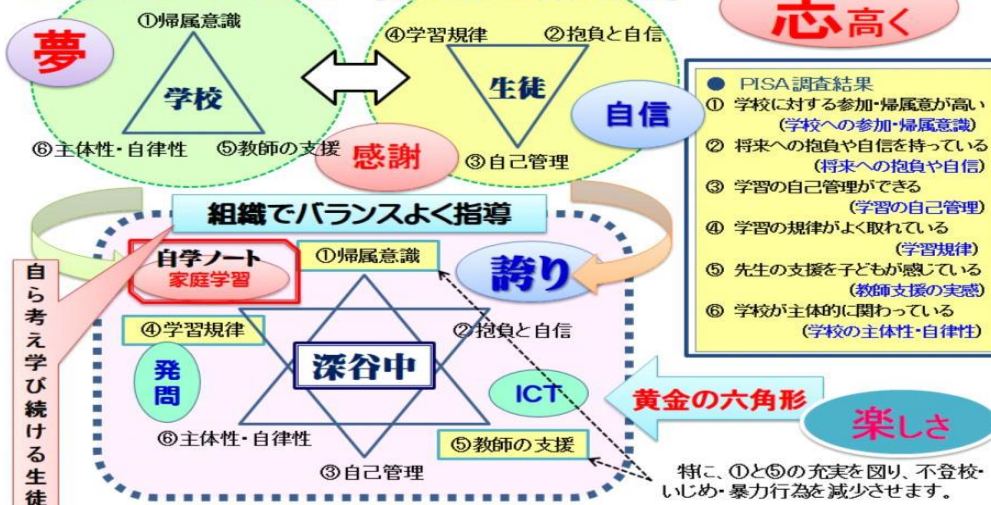 ①帰属意識
夢
学校
⑥主体性・自律性
⑤教師の支援
感謝
④学習規律
②抱負と自信
生徒
自信
③自己管理
志高く
● PISA調査結果
① 学校に対する参加・帰属意が高い
(学校への参加・帰属意識)
② 将来への抱負や自信を持っている
(将来への抱負や自信)
③ 学習の自己管理ができる
(学習の自己管理)
④ 学習の規律がよく取れている
(学習規律)
⑤ 先生の支援を子どもが感じている
(教師支援の実感)
⑥ 学校が主体的に関わっている
(学校の主体性・自律性)
組織でバランスよく指導
自学ノート
家庭学習
①帰属意識
誇り
④学習規律
②抱負と自信
発問
深谷中
ICT
⑥主体性・自律性
⑤教師の支援
③自己管理
自ら考え学び続ける生徒
黄金の六角形
楽しさ
特に、①と⑤の充実を図り、不登校・
いじめ・暴力行為を減少させます。